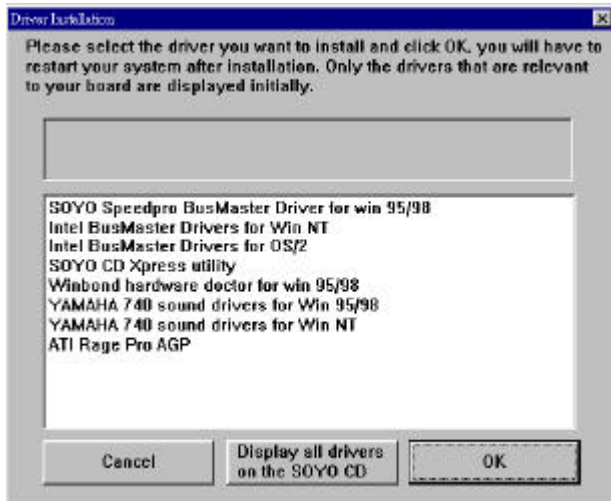 Driver Installation
Please select the driver you want to install and click OK, you will have to
restart your system after installation. Only the drivers that are relevant
to your board are displayed initially.
SOYO Speedpro BusMaster Driver for win 95/98
Intel BusMaster Drivers for Win NT
Intel BusMaster Drivers for OS/2
SOYO CD Xpress utility
Winbond hardware doctor for win 95/98
YAMAHA 740 sound drivers for Win 95/98
YAMAHA 740 sound drivers for Win NT
ATI Rage Pro AGP
Cancel
Display all drivers
on the SOYO CD
OK